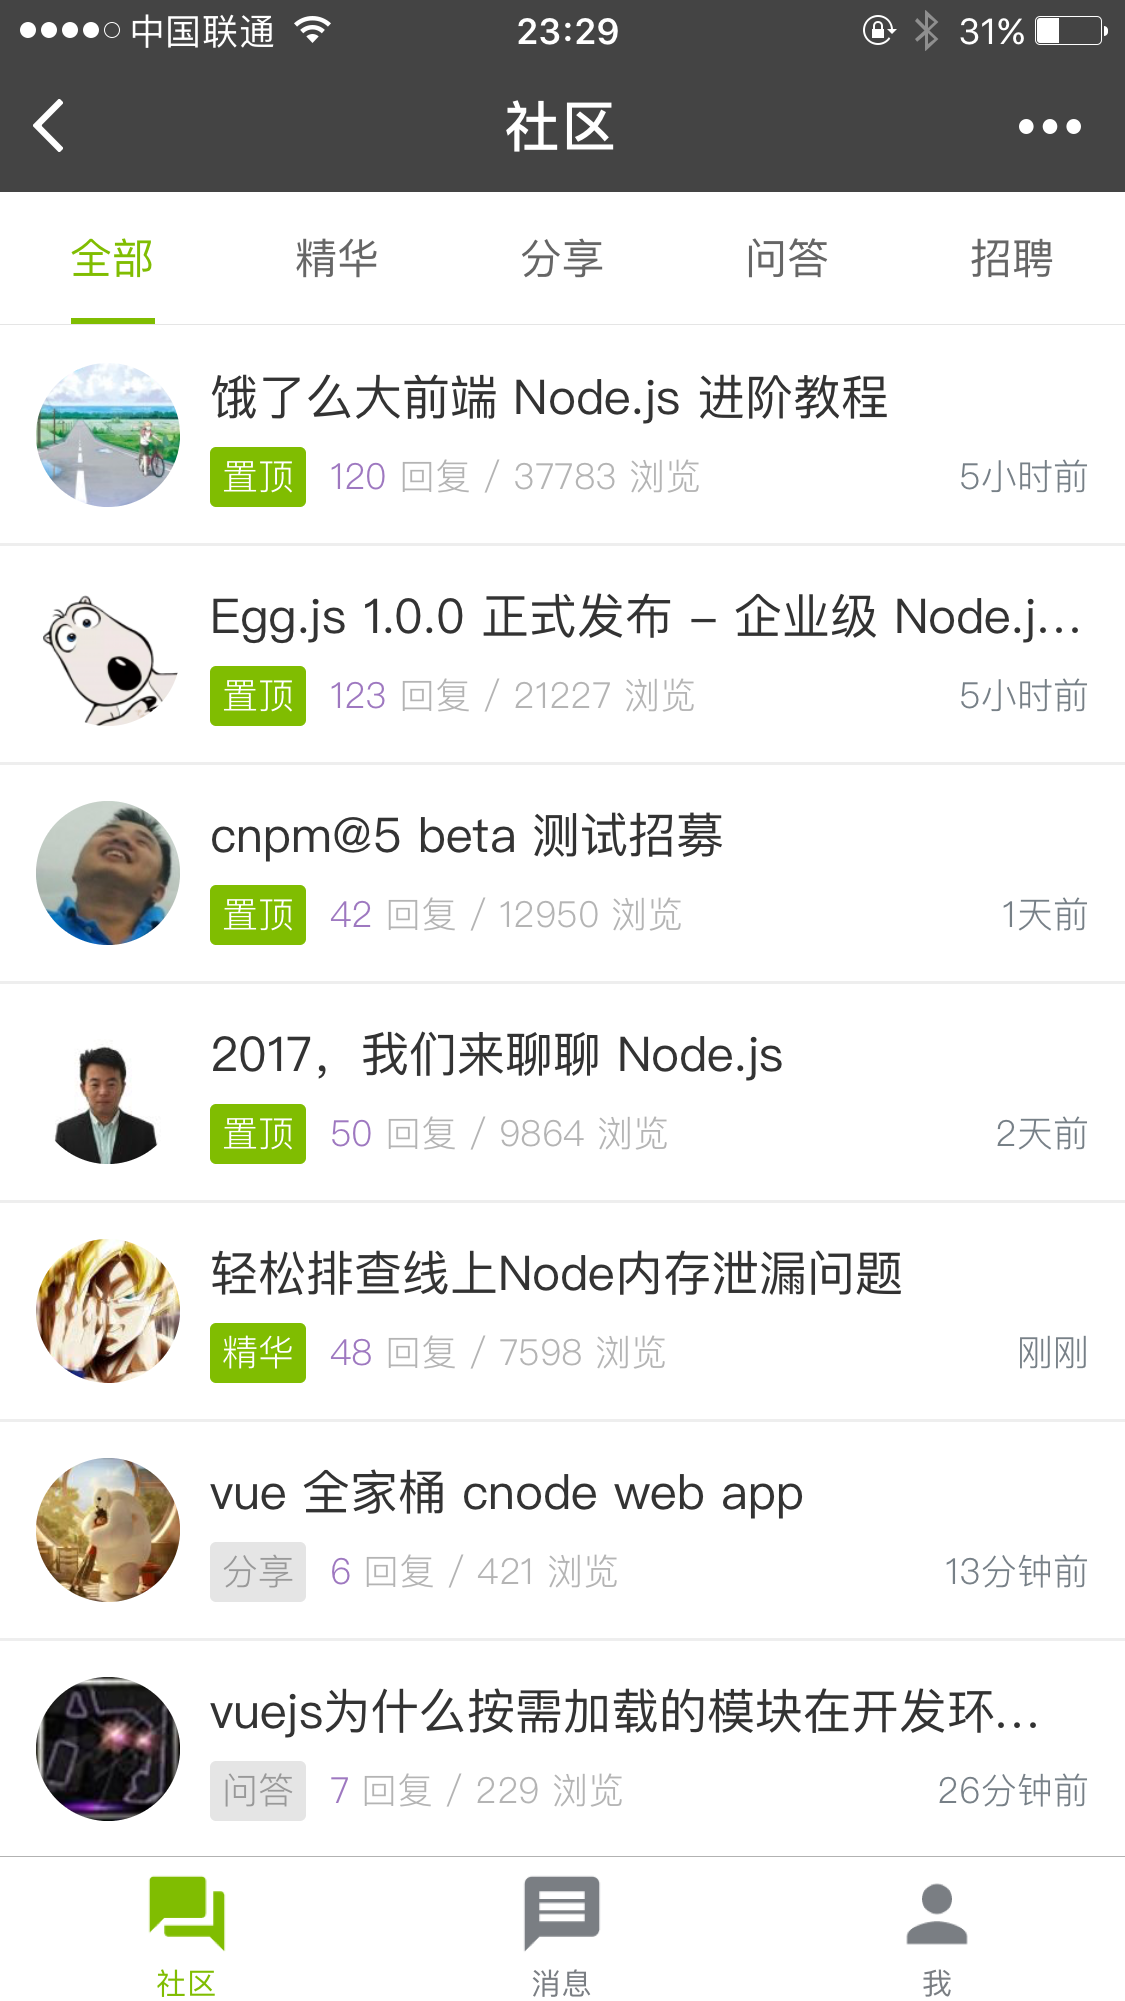 中国联通 23:29 31%
社区
全部 精华 分享 问答 招聘
饿了么大前端 Node.js 进阶教程
置顶 120 回复 / 37783 浏览 5小时前
Egg.js 1.0.0 正式发布 – 企业级 Node.j...
置顶 123 回复 / 21227 浏览 5小时前
cnpm@5 beta 测试招募
置顶 42 回复 / 12950 浏览 1天前
2017，我们来聊聊 Node.js
置顶 50 回复 / 9864 浏览 2天前
轻松排查线上Node内存泄漏问题
精华 48 回复 / 7598 浏览 刚刚
vue 全家桶 cnode web app
分享 6 回复 / 421 浏览 13分钟前
vuejs为什么按需加载的模块在开发环...
问答 7 回复 / 229 浏览 26分钟前
社区 消息 我